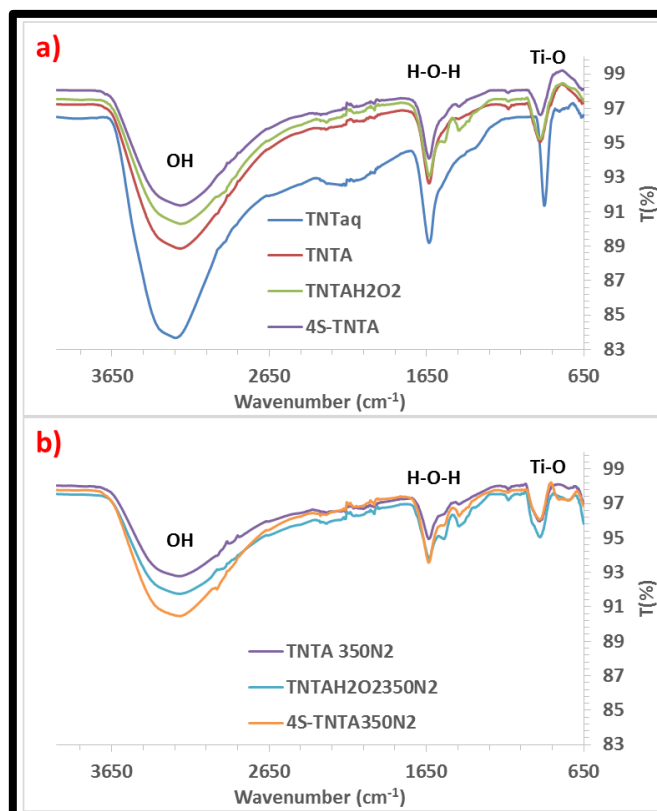 a)
H-O-H
Ti-O
OH
99
97
95
93
91
89
87
85
83
T(%)
TNTaq
TNTA
TNTAH2O2
4S-TNTA
3650 2650 1650 650
Wavenumber (cm-1)
b)
H-O-H
Ti-O
OH
99
97
95
93
91
89
87
85
83
T(%)
TNTA 350N2
TNTAH2O2350N2
4S-TNTA350N2
3650 2650 1650 650
Wavenumber (cm-1)